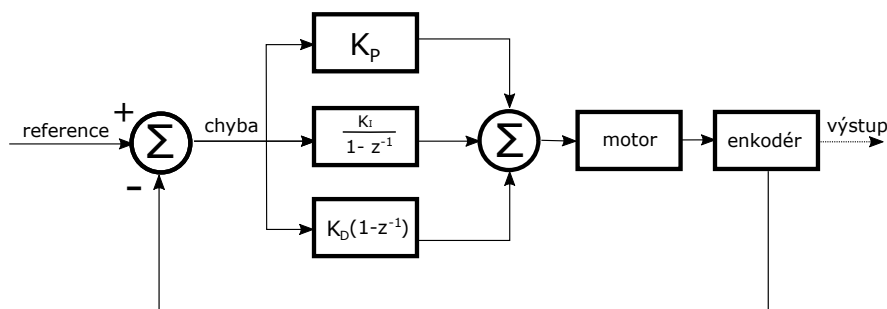 reference
+
-
Σ
chyba
K_P
K_I
1- z^-1
K_D(1-z^-1)
Σ
motor
enkodér
výstup